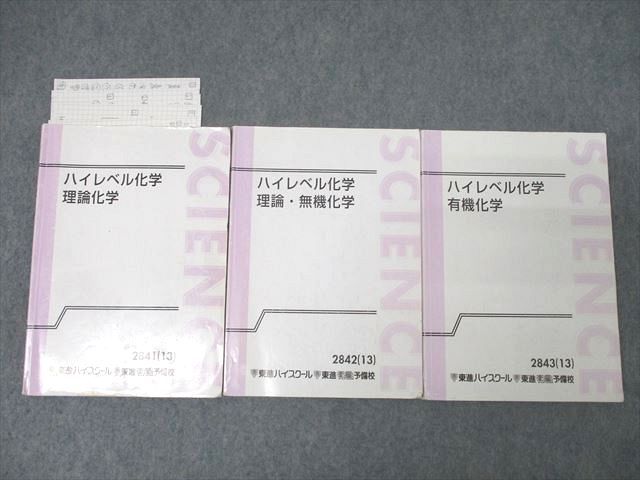 ハイレベル化学
理論化学
SCIENCE
2841(13)
東進ハイスクール 東進衛星予備校
ハイレベル化学
理論・無機化学
SCIENCE
2842(13)
東進ハイスクール 東進衛星予備校
ハイレベル化学
有機化学
SCIENCE
2843(13)
東進ハイスクール 東進衛星予備校